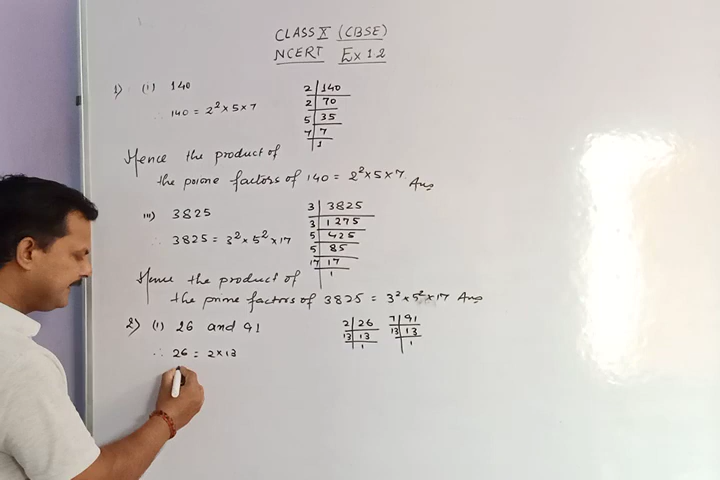 CLASS X (CBSE)
NCERT Ex 1.2
1) (i) 140
∴ 140 = 2² × 5 × 7
2 | 140
2 | 70
5 | 35
7 | 7
1
Hence the product of
the prime factors of 140 = 2² × 5 × 7 Ans
iii) 3825
∴ 3825 = 3² × 5² × 17
3 | 3825
3 | 1275
5 | 425
5 | 85
17 | 17
1
Hence the product of
the prime factors of 3825 = 3² × 5² × 17 Ans
2) (i) 26 and 91
∴ 26 = 2 × 13
2 | 26
13 | 13
1
7 | 91
13 | 13
1